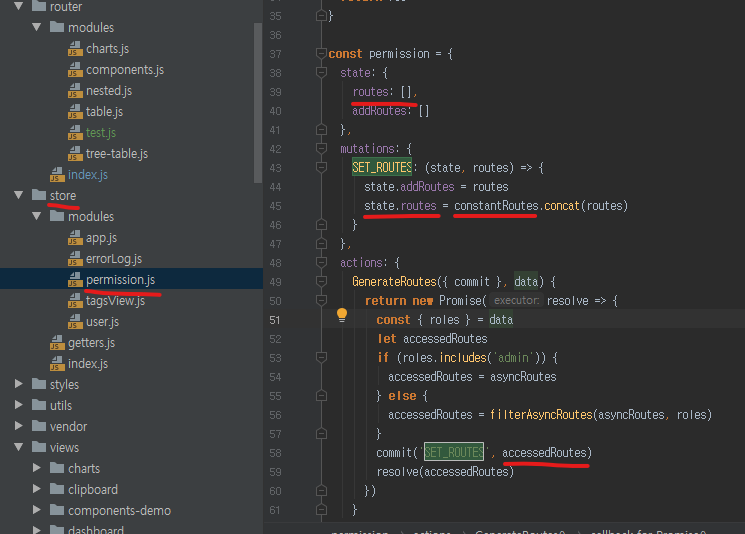 router
modules
charts.js
components.js
nested.js
table.js
test.js
tree-table.js
index.js
store
modules
app.js
errorLog.js
permission.js
tagsView.js
user.js
getters.js
index.js
styles
utils
vendor
views
charts
clipboard
components-demo
dashboard
35 }
36
37 const permission = {
38 state: {
39 routes: [],
40 addRoutes: []
41 },
42 mutations: {
43 SET_ROUTES: (state, routes) => {
44 state.addRoutes = routes
45 state.routes = constantRoutes.concat(routes)
46 }
47 },
48 actions: {
49 GenerateRoutes({ commit }, data) {
50 return new Promise( executor: resolve => {
51 const { roles } = data
52 let accessedRoutes
53 if (roles.includes('admin')) {
54 accessedRoutes = asyncRoutes
55 } else {
56 accessedRoutes = filterAsyncRoutes(asyncRoutes, roles)
57 }
58 commit('SET_ROUTES', accessedRoutes)
59 resolve(accessedRoutes)
60 })
61 }
permission > actions > GenerateRoutes() > callback for Promise()